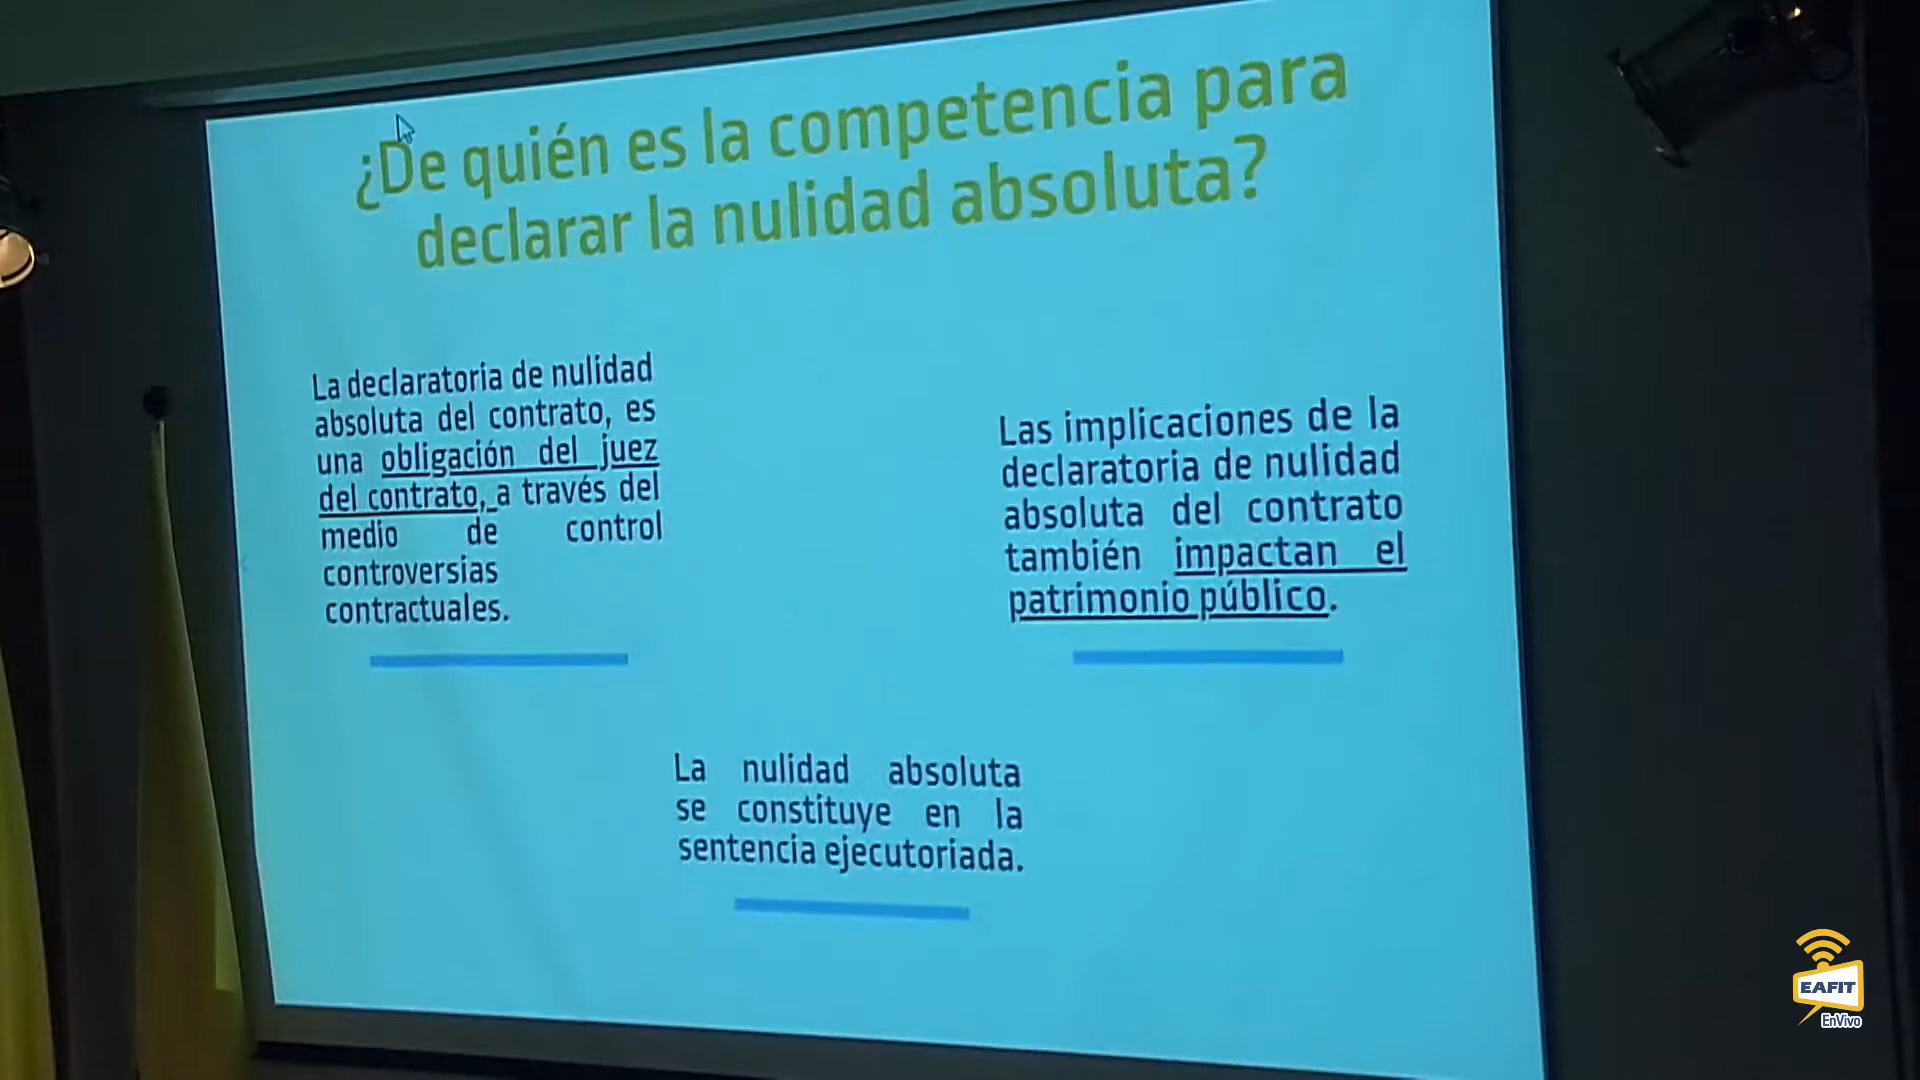 ¿De quién es la competencia para
declarar la nulidad absoluta?
La declaratoria de nulidad
absoluta del contrato, es
una obligación del juez
del contrato, a través del
medio de control
controversias
contractuales.
Las implicaciones de la
declaratoria de nulidad
absoluta del contrato
también impactan el
patrimonio público.
La nulidad absoluta
se constituye en la
sentencia ejecutoriada.
EAFIT
EnVivo